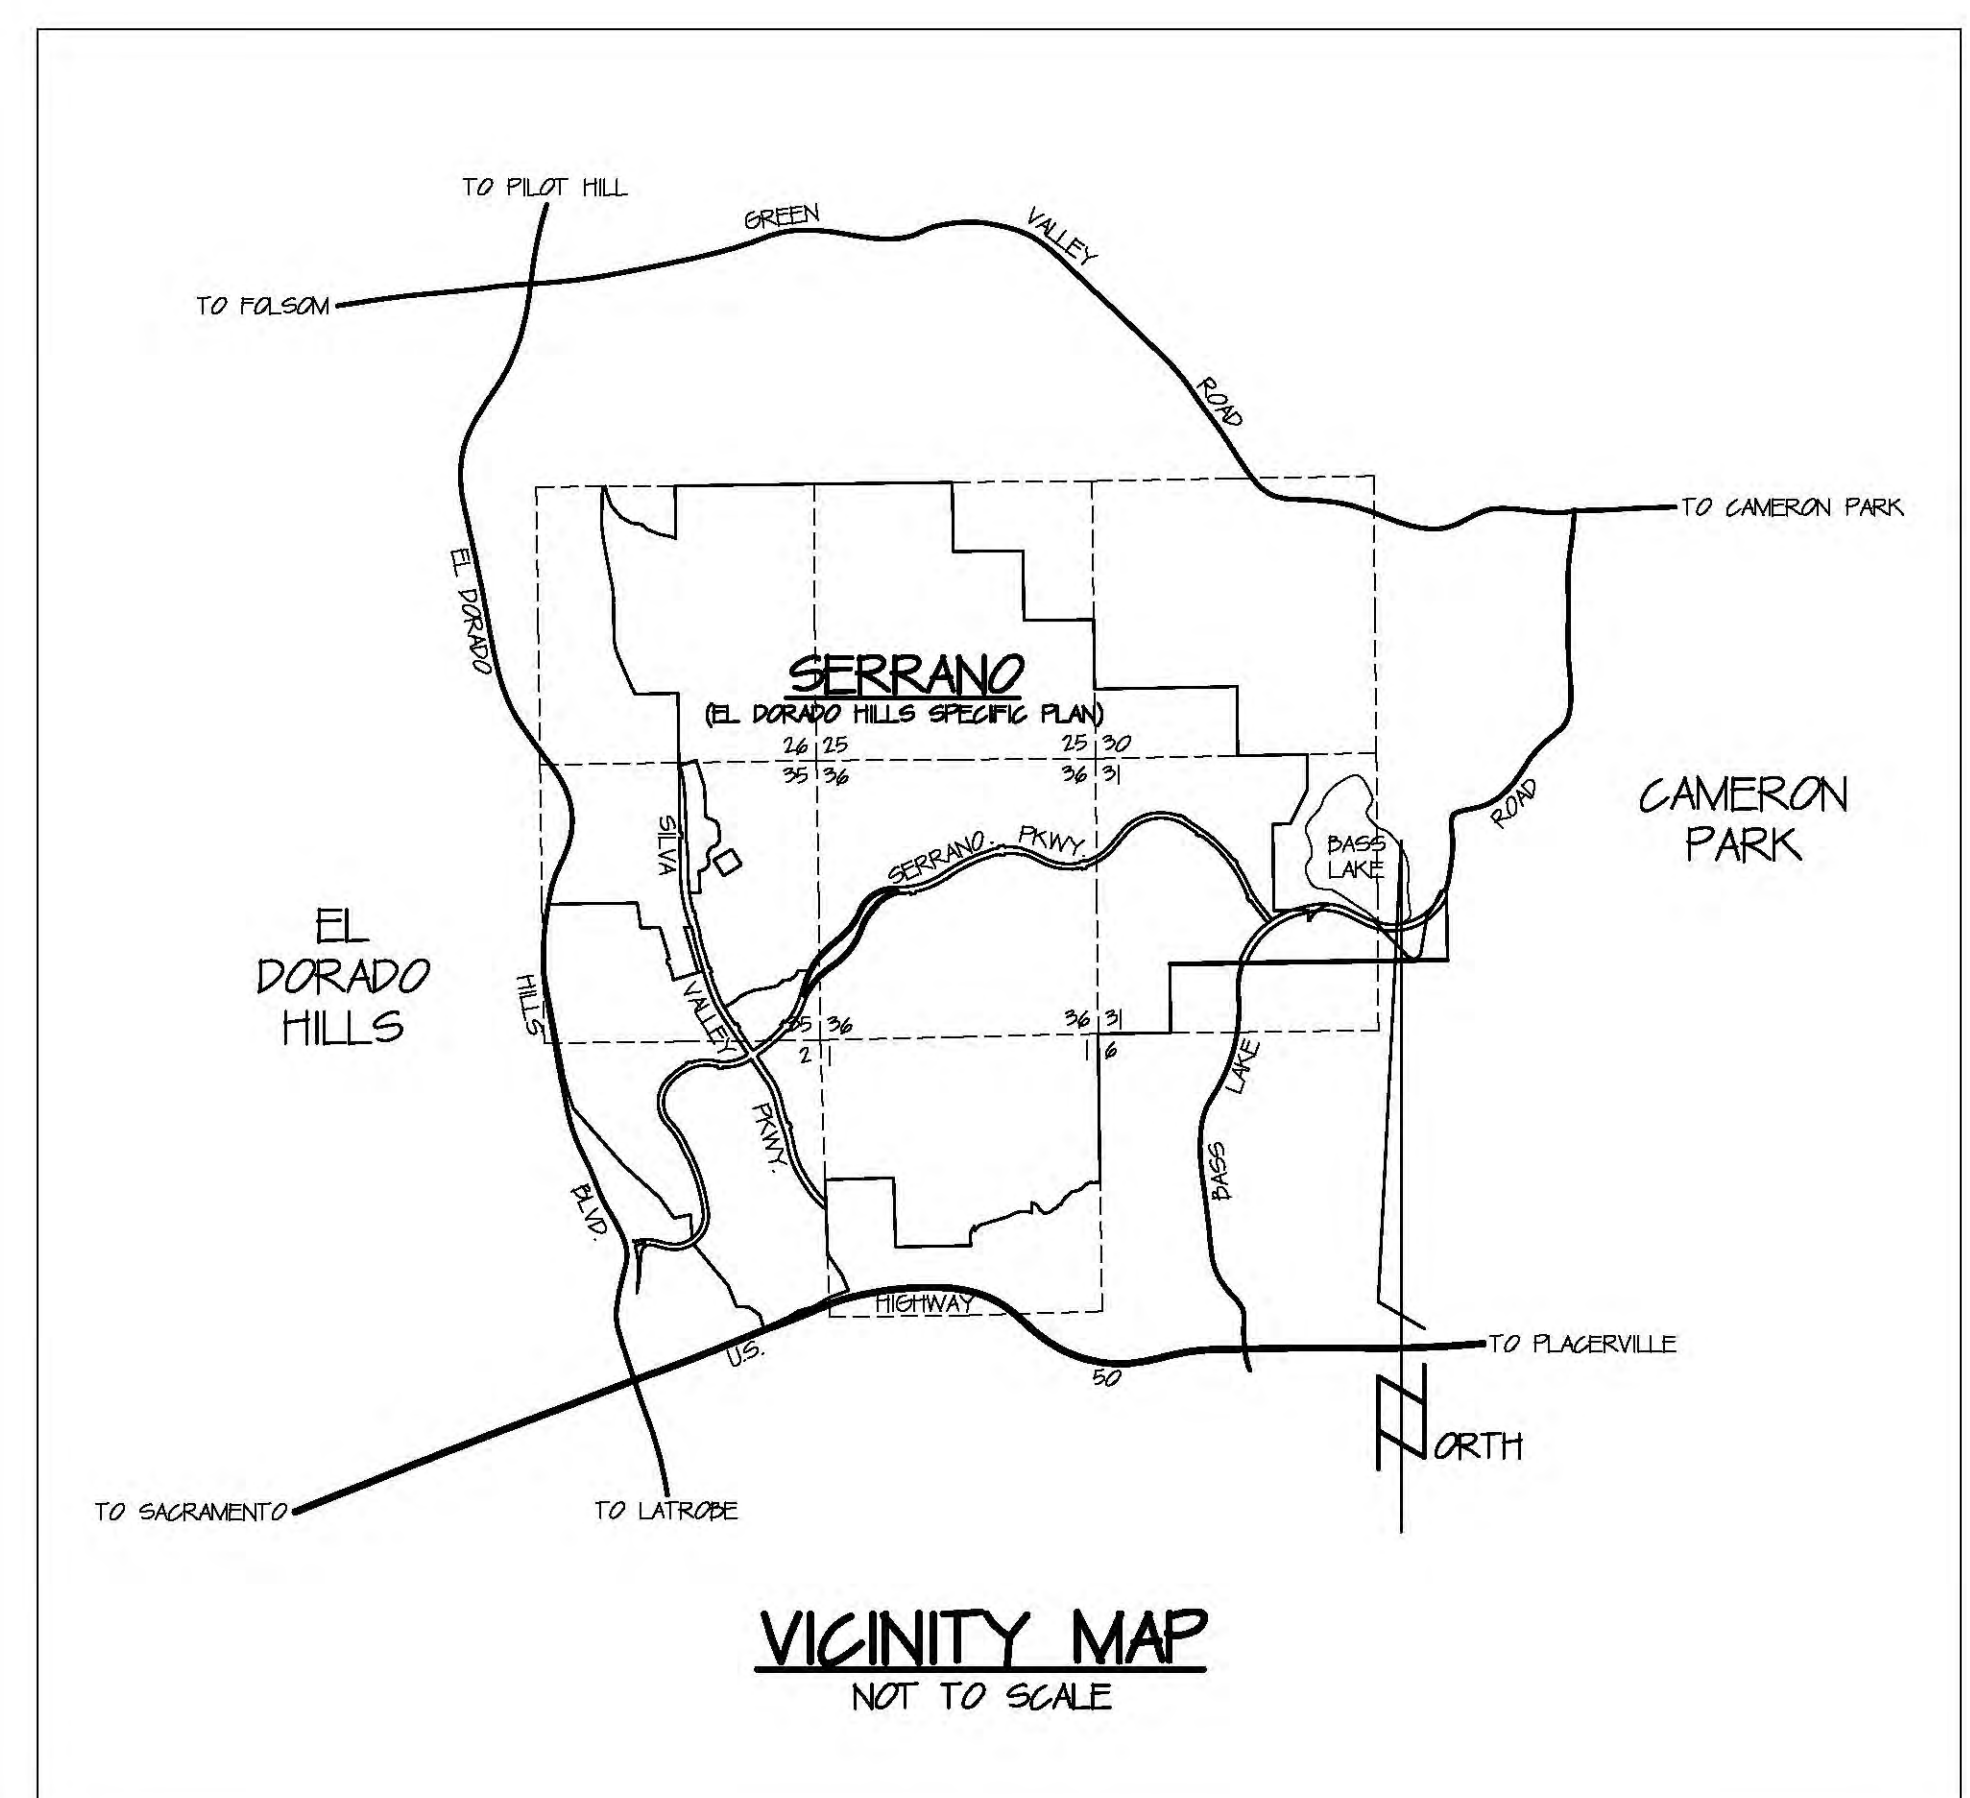 TO PILOT HILL
GREEN
VALLEY
TO FOLSOM
ROAD
TO CAMERON PARK
EL DORADO
SERRANO
(EL DORADO HILLS SPECIFIC PLAN)
26 25
25 30
35 36
36 31
CAMERON
PARK
ROAD
SILVA
SERRANO PKWY.
BASS
LAKE
EL
DORADO
HILLS
HILLS
VALLEY
35 36
36 31
2 1
1 6
LAKE
PKWY.
BASS
BLVD.
HIGHWAY
U.S.
50
TO PLACERVILLE
NORTH
TO SACRAMENTO
TO LATROBE
VICINITY MAP
NOT TO SCALE